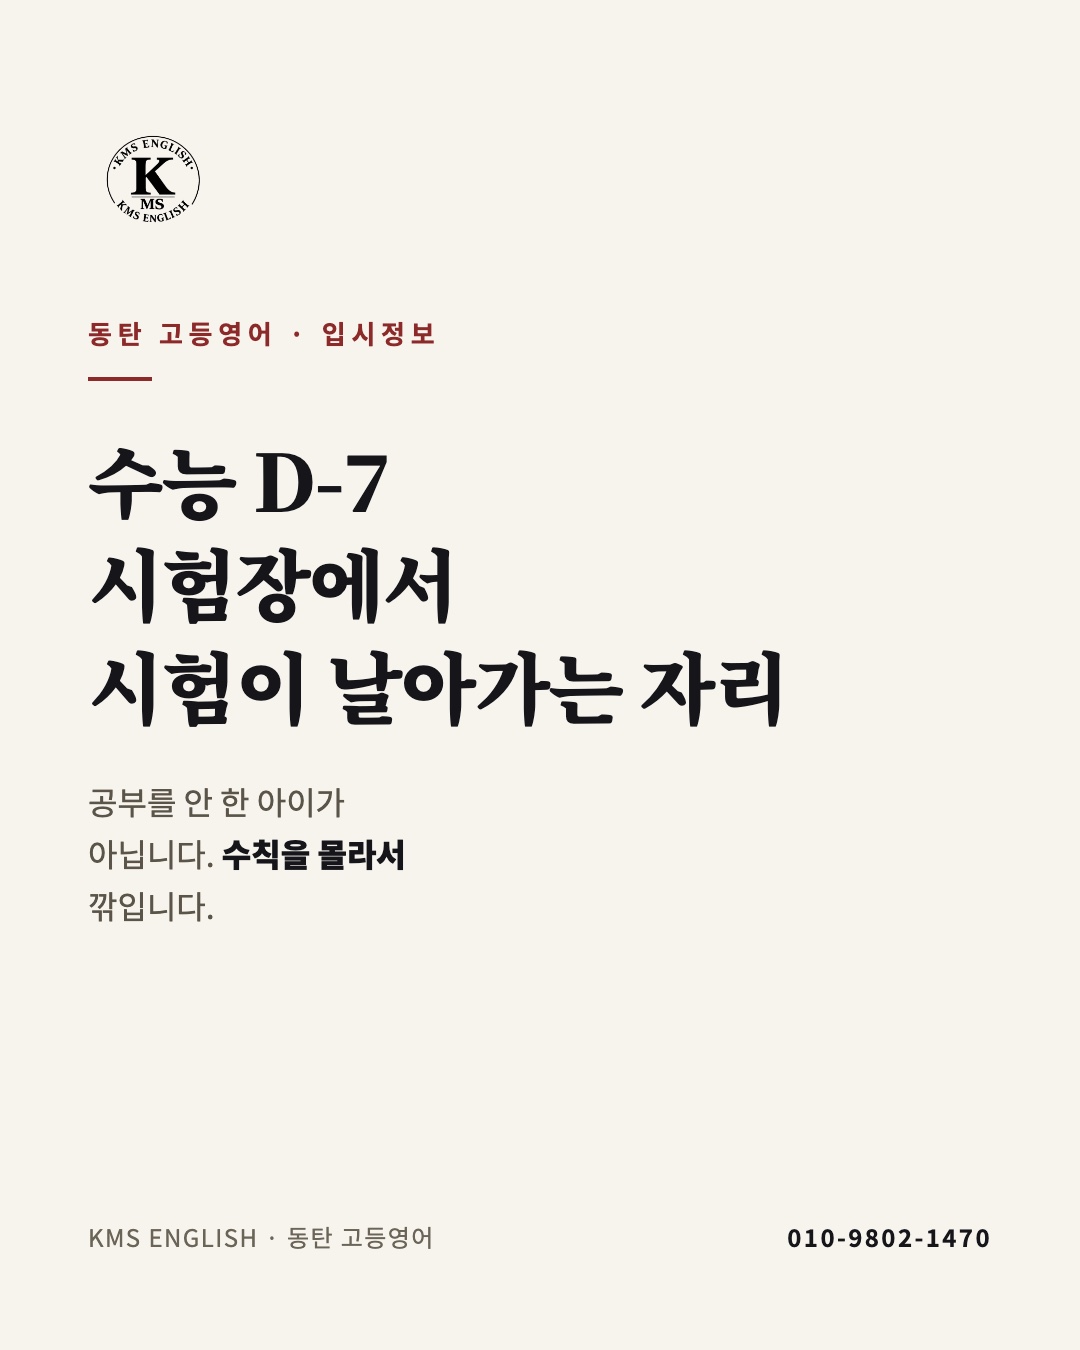 ·KMS ENGLISH·
K
MS
KMS ENGLISH
동탄 고등영어 · 입시정보
수능 D-7
시험장에서
시험이 날아가는 자리
공부를 안 한 아이가
아닙니다. 수칙을 몰라서
깎입니다.
KMS ENGLISH · 동탄 고등영어
010-9802-1470